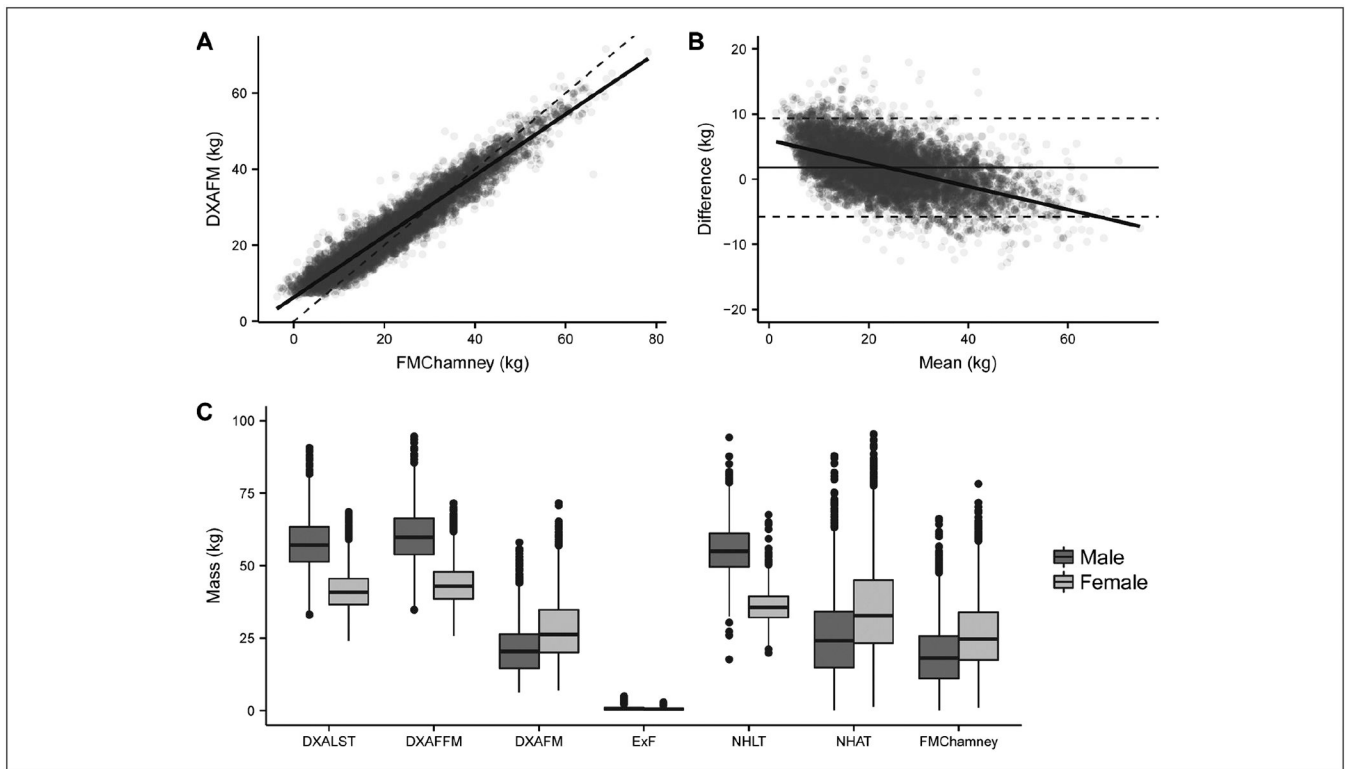 A
DXAFM (kg)
60
40
20
0
0 20 40 60 80
FMChamney (kg)
B
Difference (kg)
20
10
0
−10
−20
0 20 40 60
Mean (kg)
C
Mass (kg)
100
75
50
25
0
DXALST DXAFFM DXAFM ExF NHLT NHAT FMChamney
Male
Female